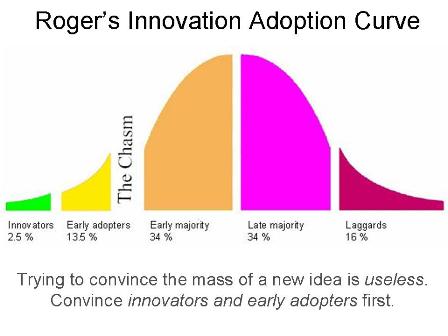 Roger's Innovation Adoption Curve
The Chasm
Innovators
2.5 %
Early adopters
13.5 %
Early majority
34 %
Late majority
34 %
Laggards
16 %
Trying to convince the mass of a new idea is useless.
Convince innovators and early adopters first.